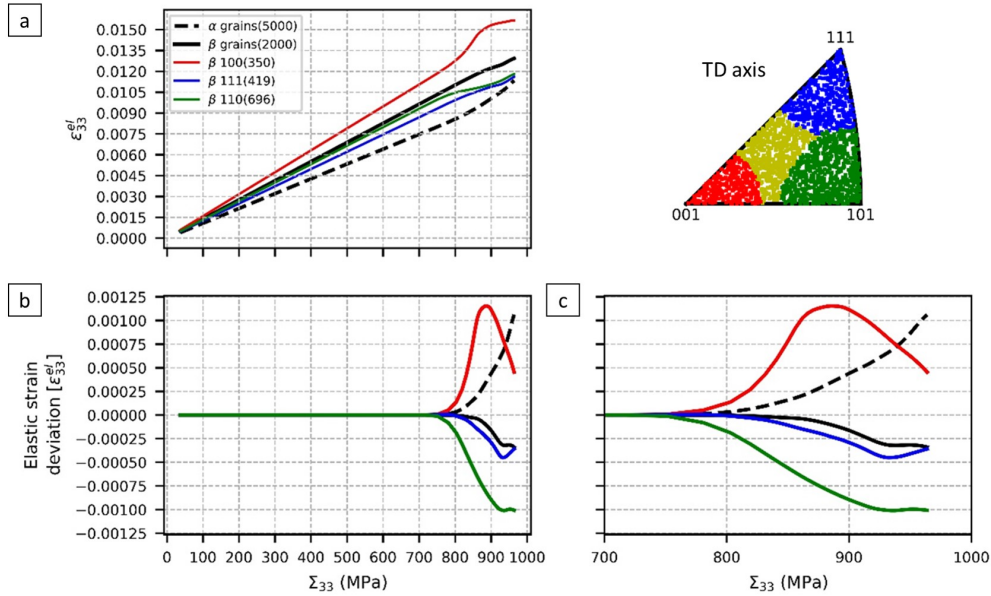 a
0.0150
0.0135
0.0120
0.0105
0.0090
0.0075
0.0060
0.0045
0.0030
0.0015
0.0000
ε₃₃ᵉˡ
α grains(5000)
β grains(2000)
β 100(350)
β 111(419)
β 110(696)
TD axis
111
001
101
b
0.00125
0.00100
0.00075
0.00050
0.00025
0.00000
−0.00025
−0.00050
−0.00075
−0.00100
−0.00125
Elastic strain
deviation [ε₃₃ᵉˡ]
0 100 200 300 400 500 600 700 800 900 1000
Σ₃₃ (MPa)
c
700 800 900 1000
Σ₃₃ (MPa)